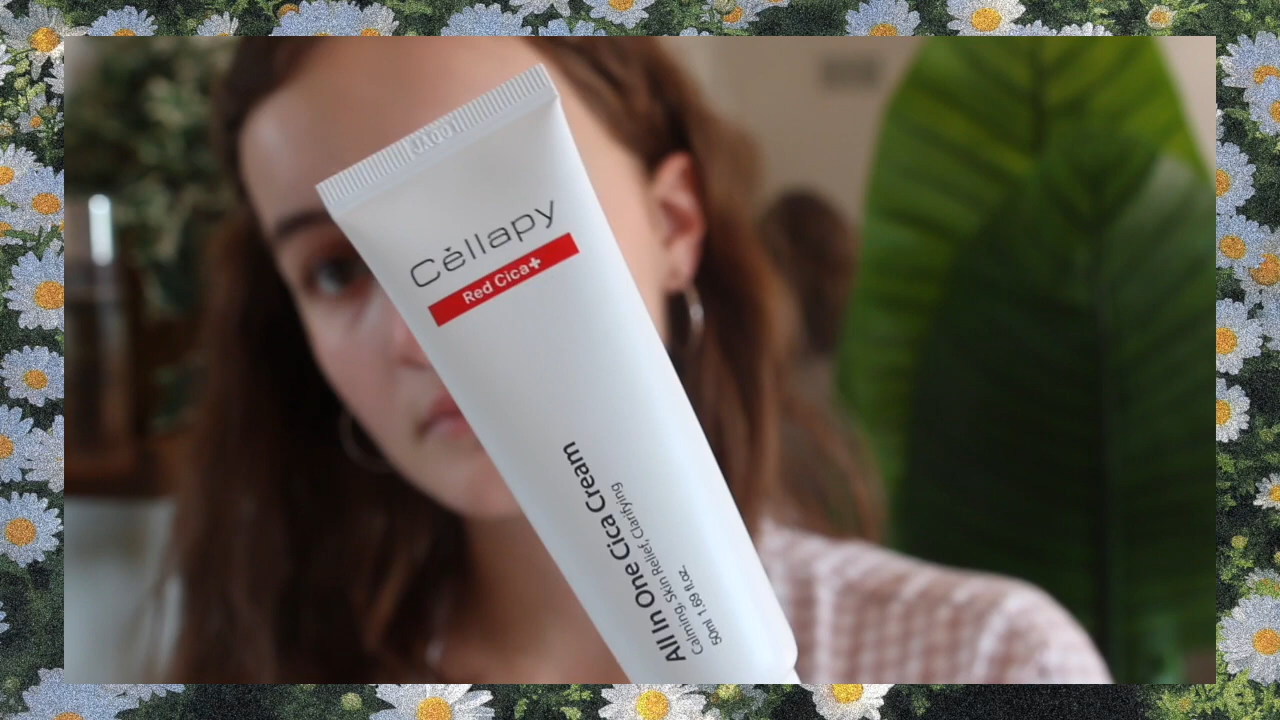 Cėllapy
Red Cica+
All In One Cica Cream
Calming, Skin Relief, Clarifying
50ml 1.69 fl.oz.